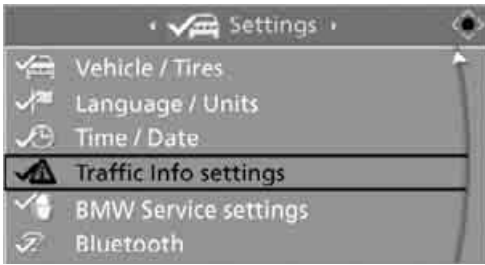 Settings
Vehicle / Tires
Language / Units
Time / Date
Traffic Info settings
BMW Service settings
Bluetooth